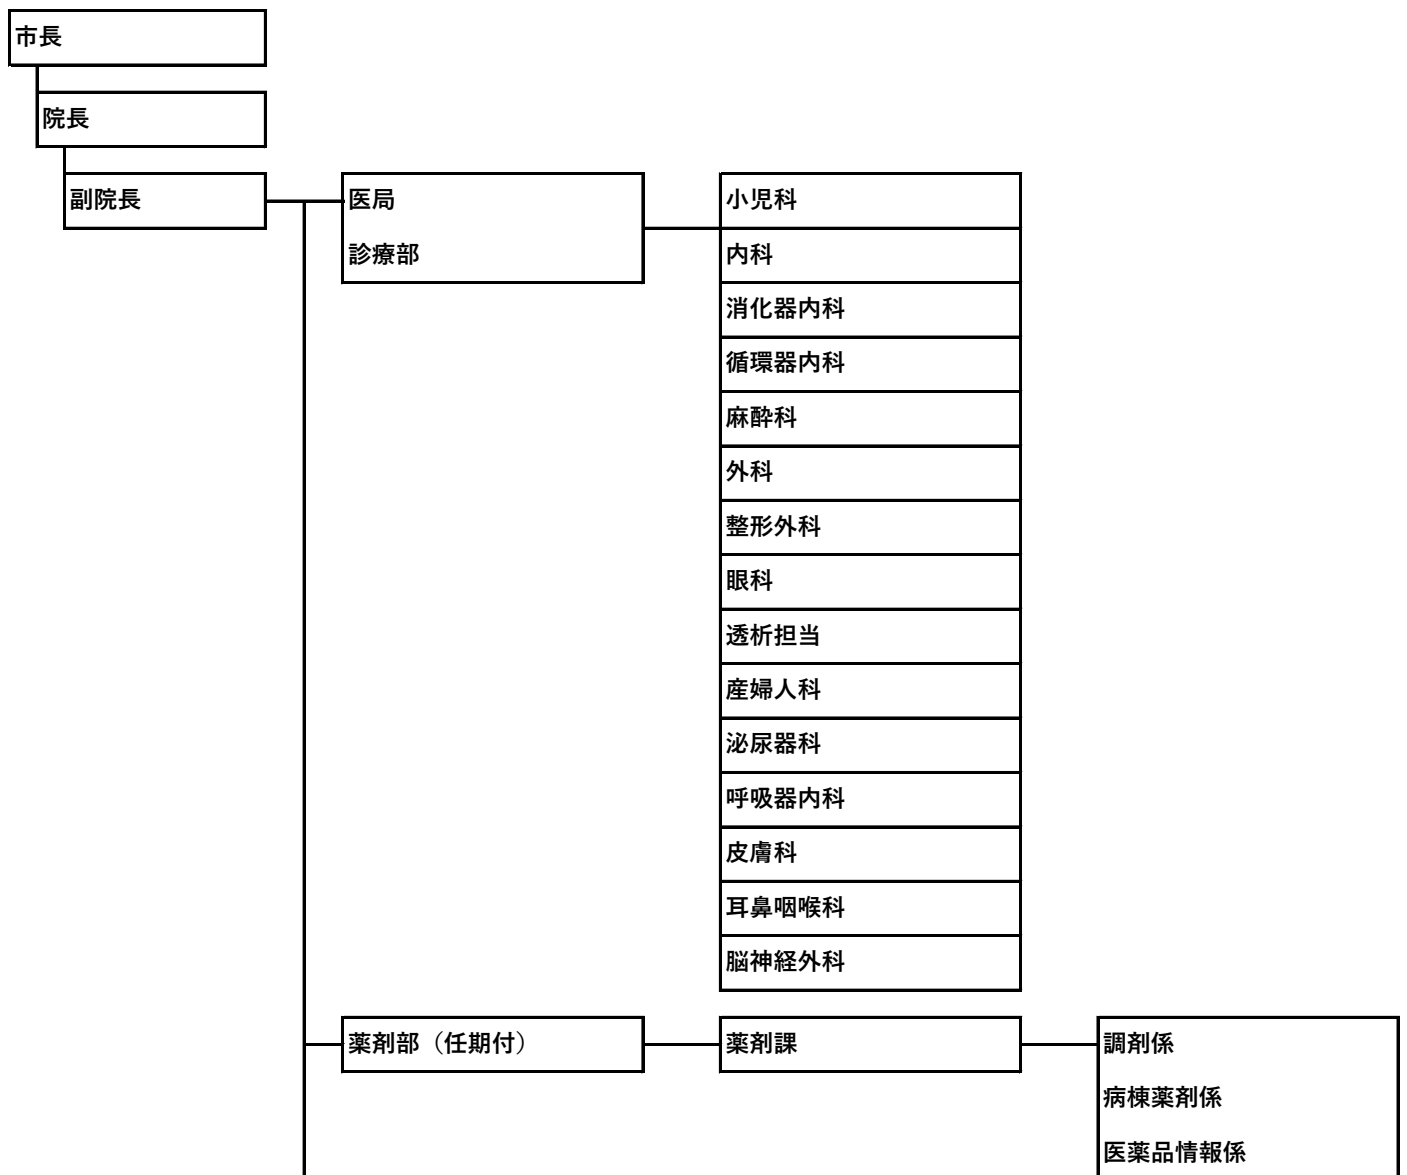 市長
院長
副院長
医局
診療部
小児科
内科
消化器内科
循環器内科
麻酔科
外科
整形外科
眼科
透析担当
産婦人科
泌尿器科
呼吸器内科
皮膚科
耳鼻咽喉科
脳神経外科
薬剤部（任期付）
薬剤課
調剤係
病棟薬剤係
医薬品情報係